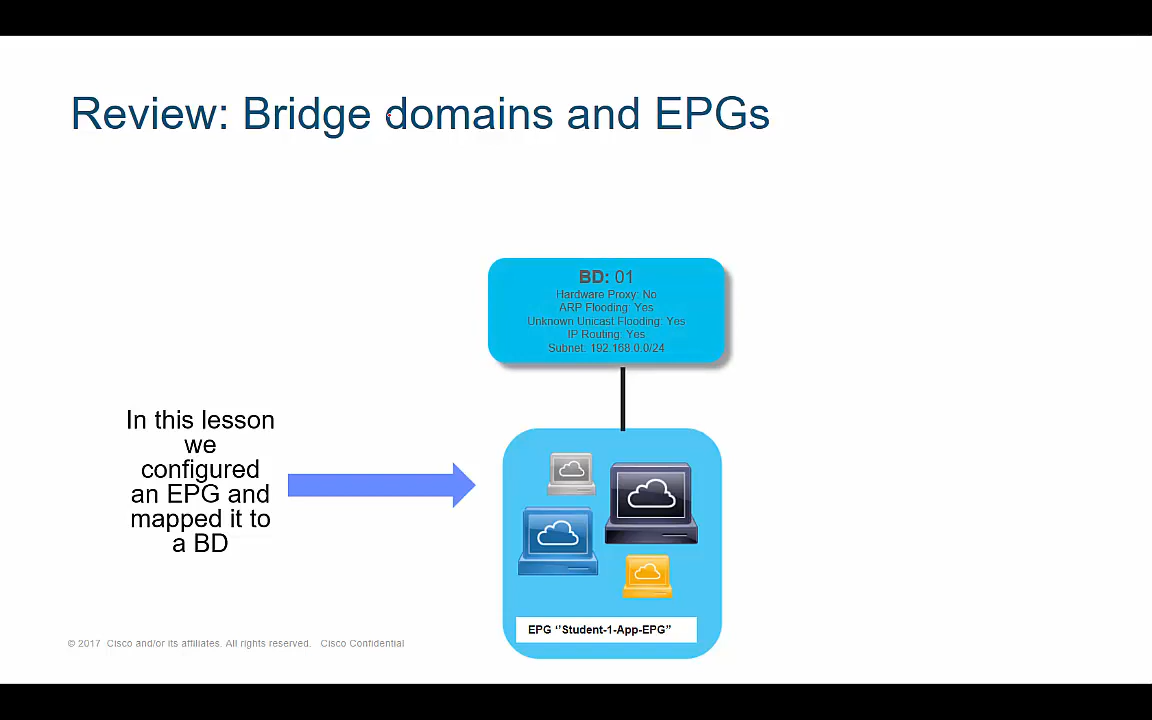 Review: Bridge domains and EPGs
BD: 01
Hardware Proxy: No
ARP Flooding: Yes
Unknown Unicast Flooding: Yes
IP Routing: Yes
Subnet: 192.168.0.0/24
In this lesson
we
configured
an EPG and
mapped it to
a BD
EPG ‘’Student-1-App-EPG”
© 2017 Cisco and/or its affiliates. All rights reserved. Cisco Confidential